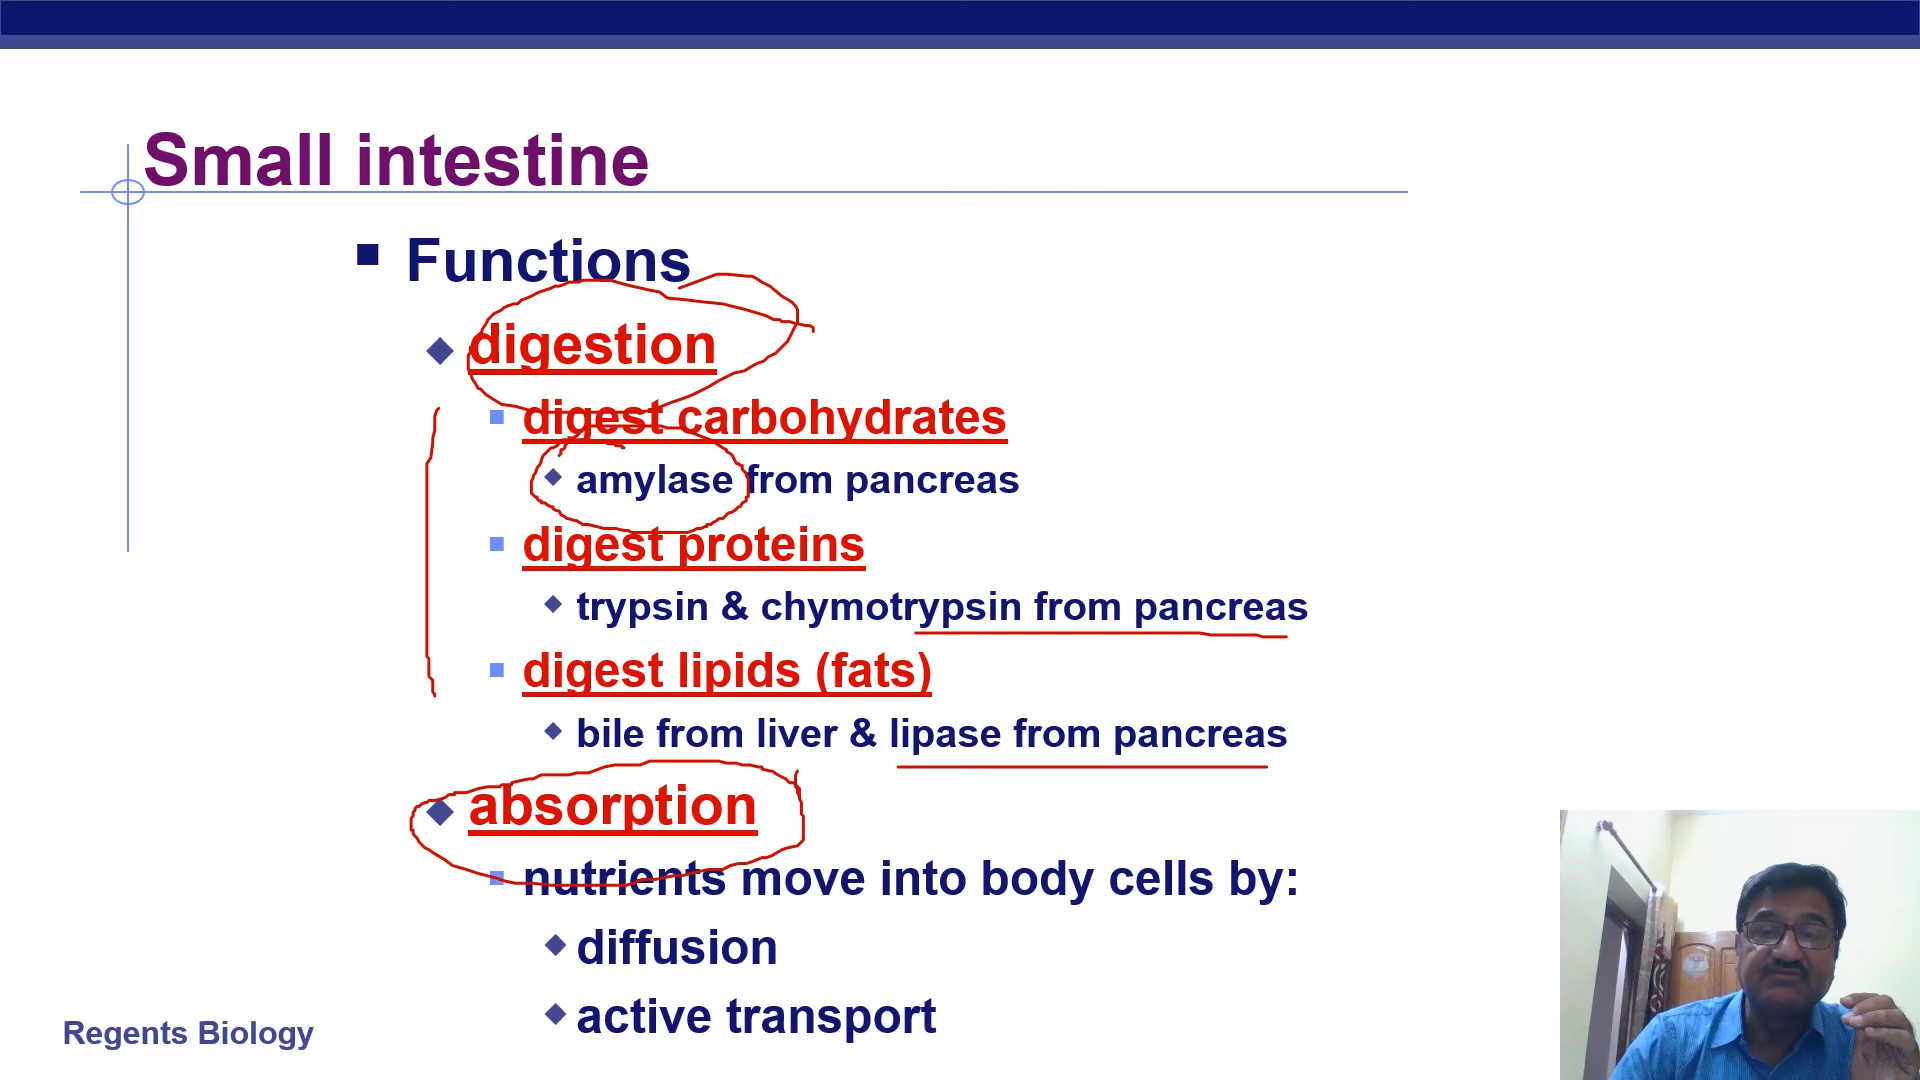 Small intestine
Functions
digestion
digest carbohydrates
amylase from pancreas
digest proteins
trypsin & chymotrypsin from pancreas
digest lipids (fats)
bile from liver & lipase from pancreas
absorption
nutrients move into body cells by:
diffusion
active transport
Regents Biology